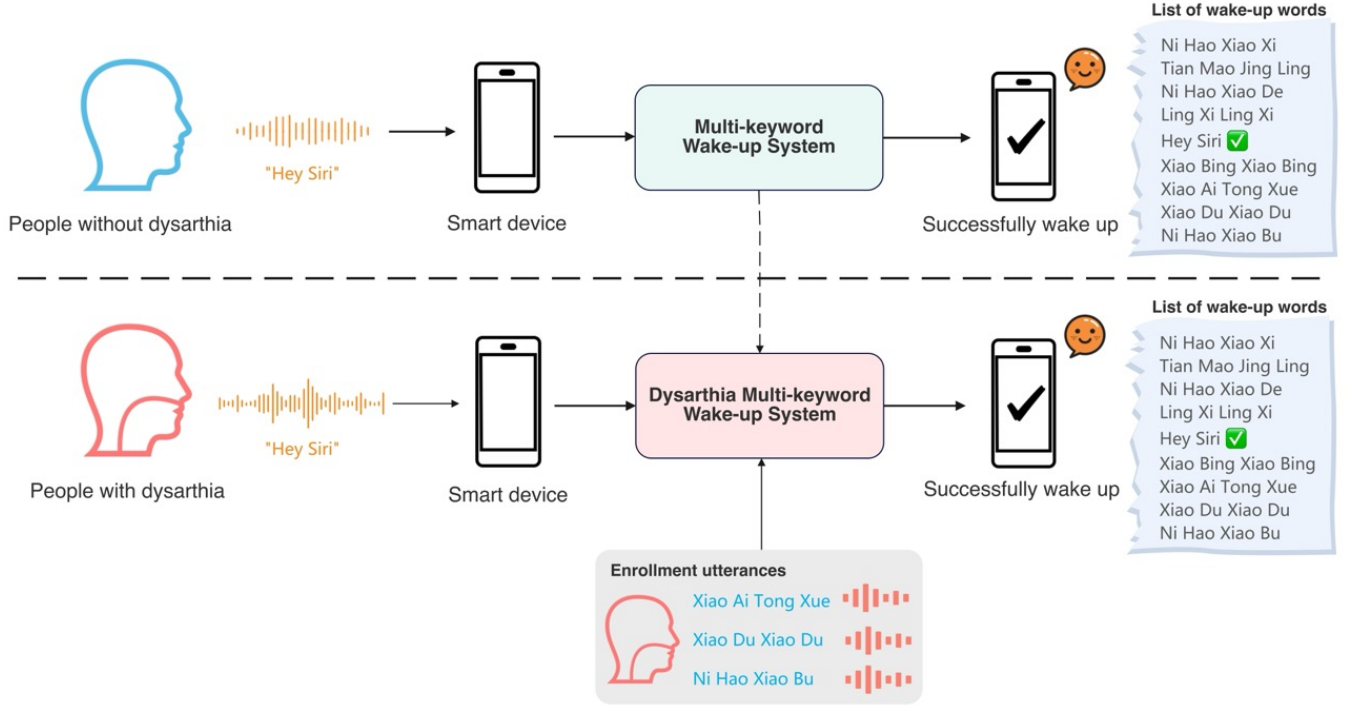 List of wake-up words
Ni Hao Xiao Xi
Tian Mao Jing Ling
Ni Hao Xiao De
Ling Xi Ling Xi
Hey Siri ✅
Xiao Bing Xiao Bing
Xiao Ai Tong Xue
Xiao Du Xiao Du
Ni Hao Xiao Bu
"Hey Siri"
Multi-keyword
Wake-up System
People without dysarthia
Smart device
Successfully wake up
List of wake-up words
Ni Hao Xiao Xi
Tian Mao Jing Ling
Ni Hao Xiao De
Ling Xi Ling Xi
Hey Siri ✅
Xiao Bing Xiao Bing
Xiao Ai Tong Xue
Xiao Du Xiao Du
Ni Hao Xiao Bu
"Hey Siri"
Dysarthia Multi-keyword
Wake-up System
People with dysarthia
Smart device
Successfully wake up
Enrollment utterances
Xiao Ai Tong Xue
Xiao Du Xiao Du
Ni Hao Xiao Bu